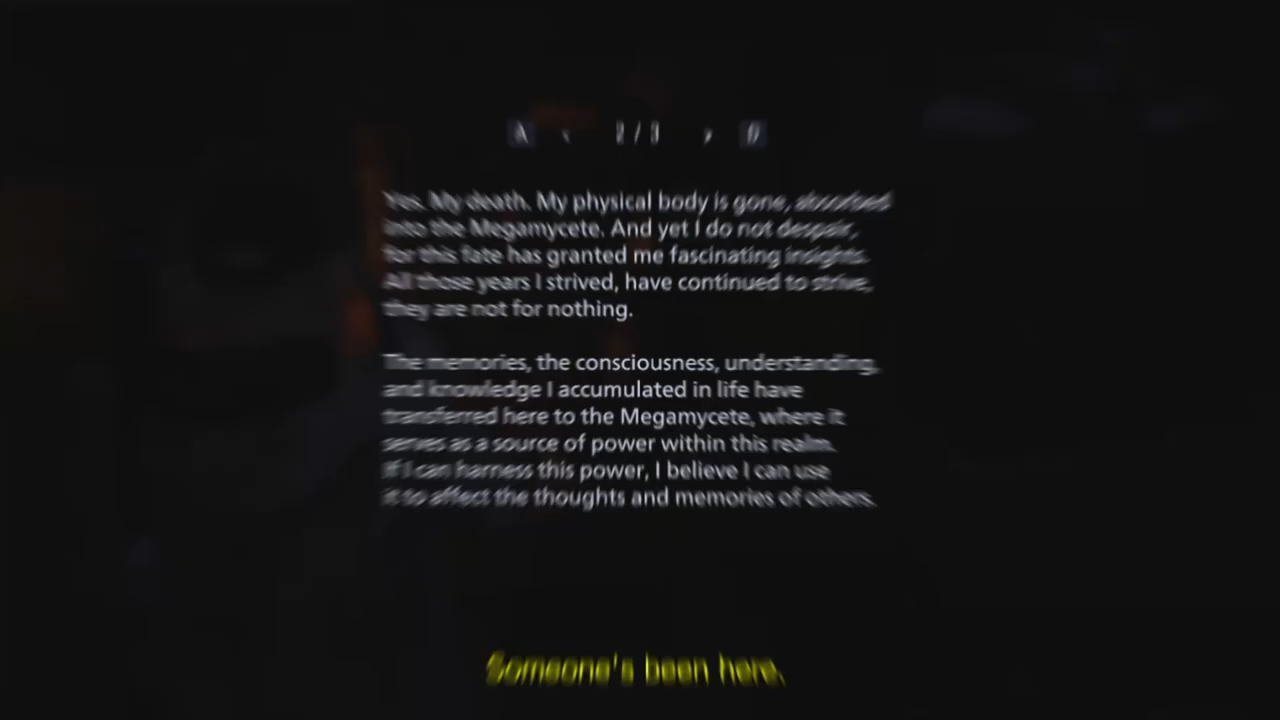 A < 2 / 3 > D
Yes. My death. My physical body is gone, absorbed
into the Megamycete. And yet I do not despair,
for this fate has granted me fascinating insights.
All those years I strived, have continued to strive,
they are not for nothing.
The memories, the consciousness, understanding,
and knowledge I accumulated in life have
transferred here to the Megamycete, where it
serves as a source of power within this realm.
If I can harness this power, I believe I can use
it to affect the thoughts and memories of others.
Someone's been here.